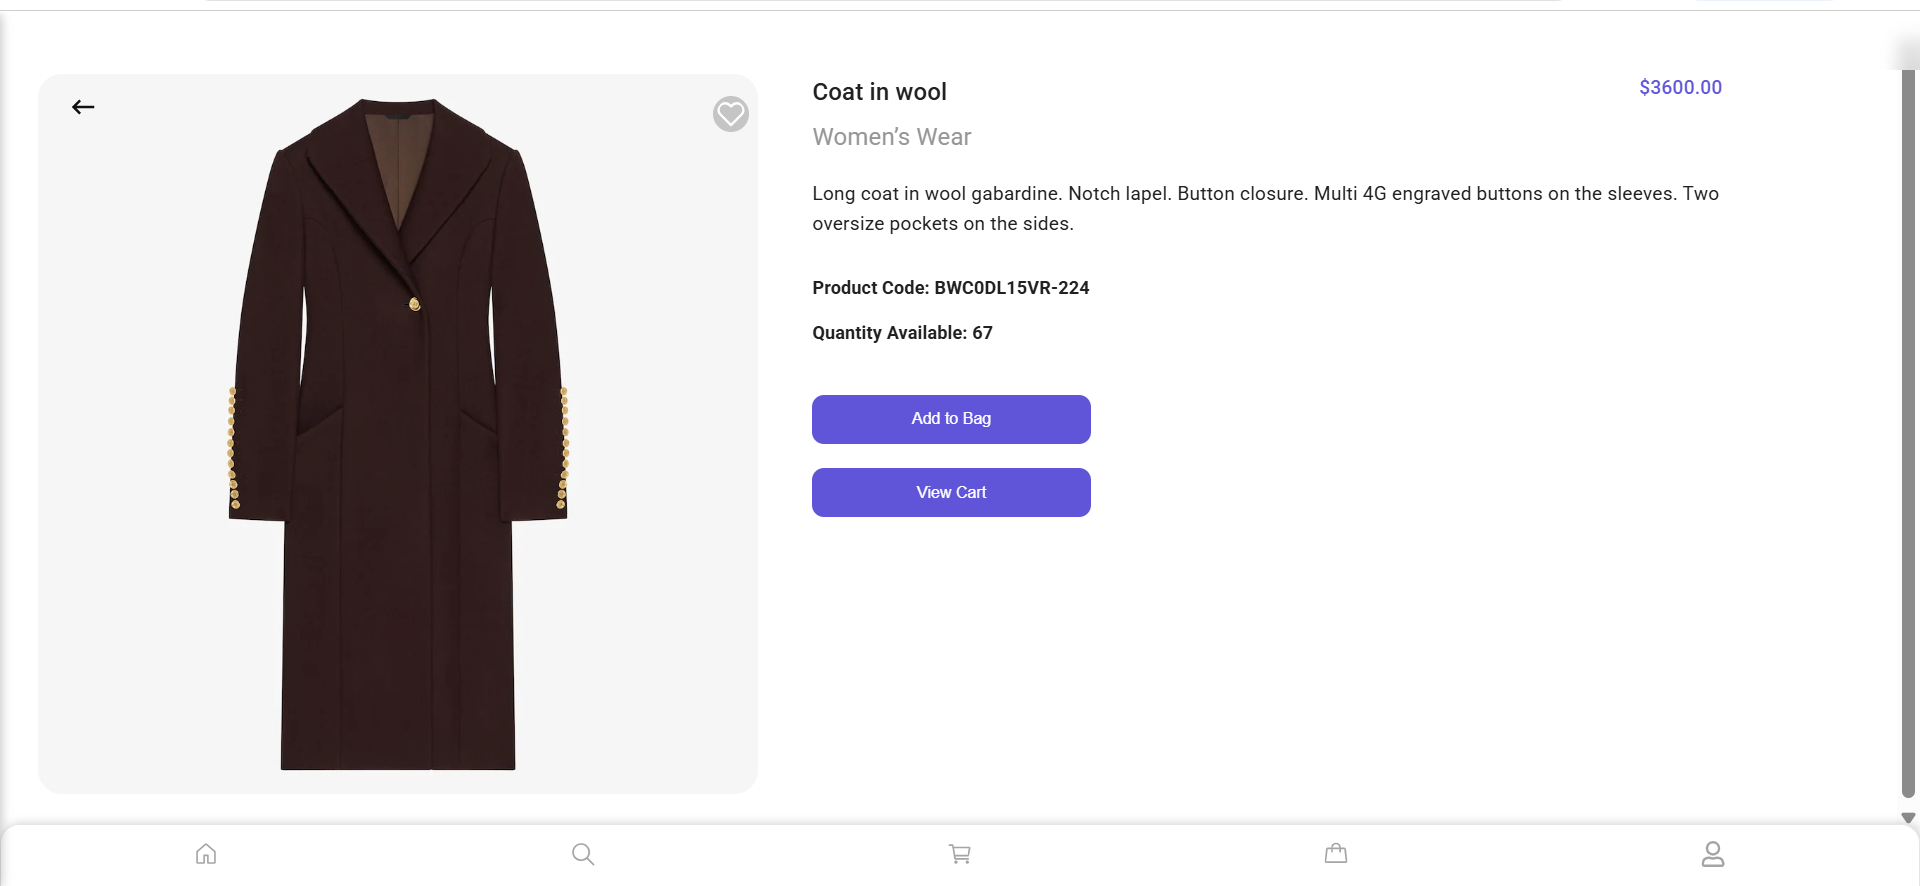 Coat in wool
$3600.00
Women’s Wear
Long coat in wool gabardine. Notch lapel. Button closure. Multi 4G engraved buttons on the sleeves. Two
oversize pockets on the sides.
Product Code: BWC0DL15VR-224
Quantity Available: 67
Add to Bag
View Cart